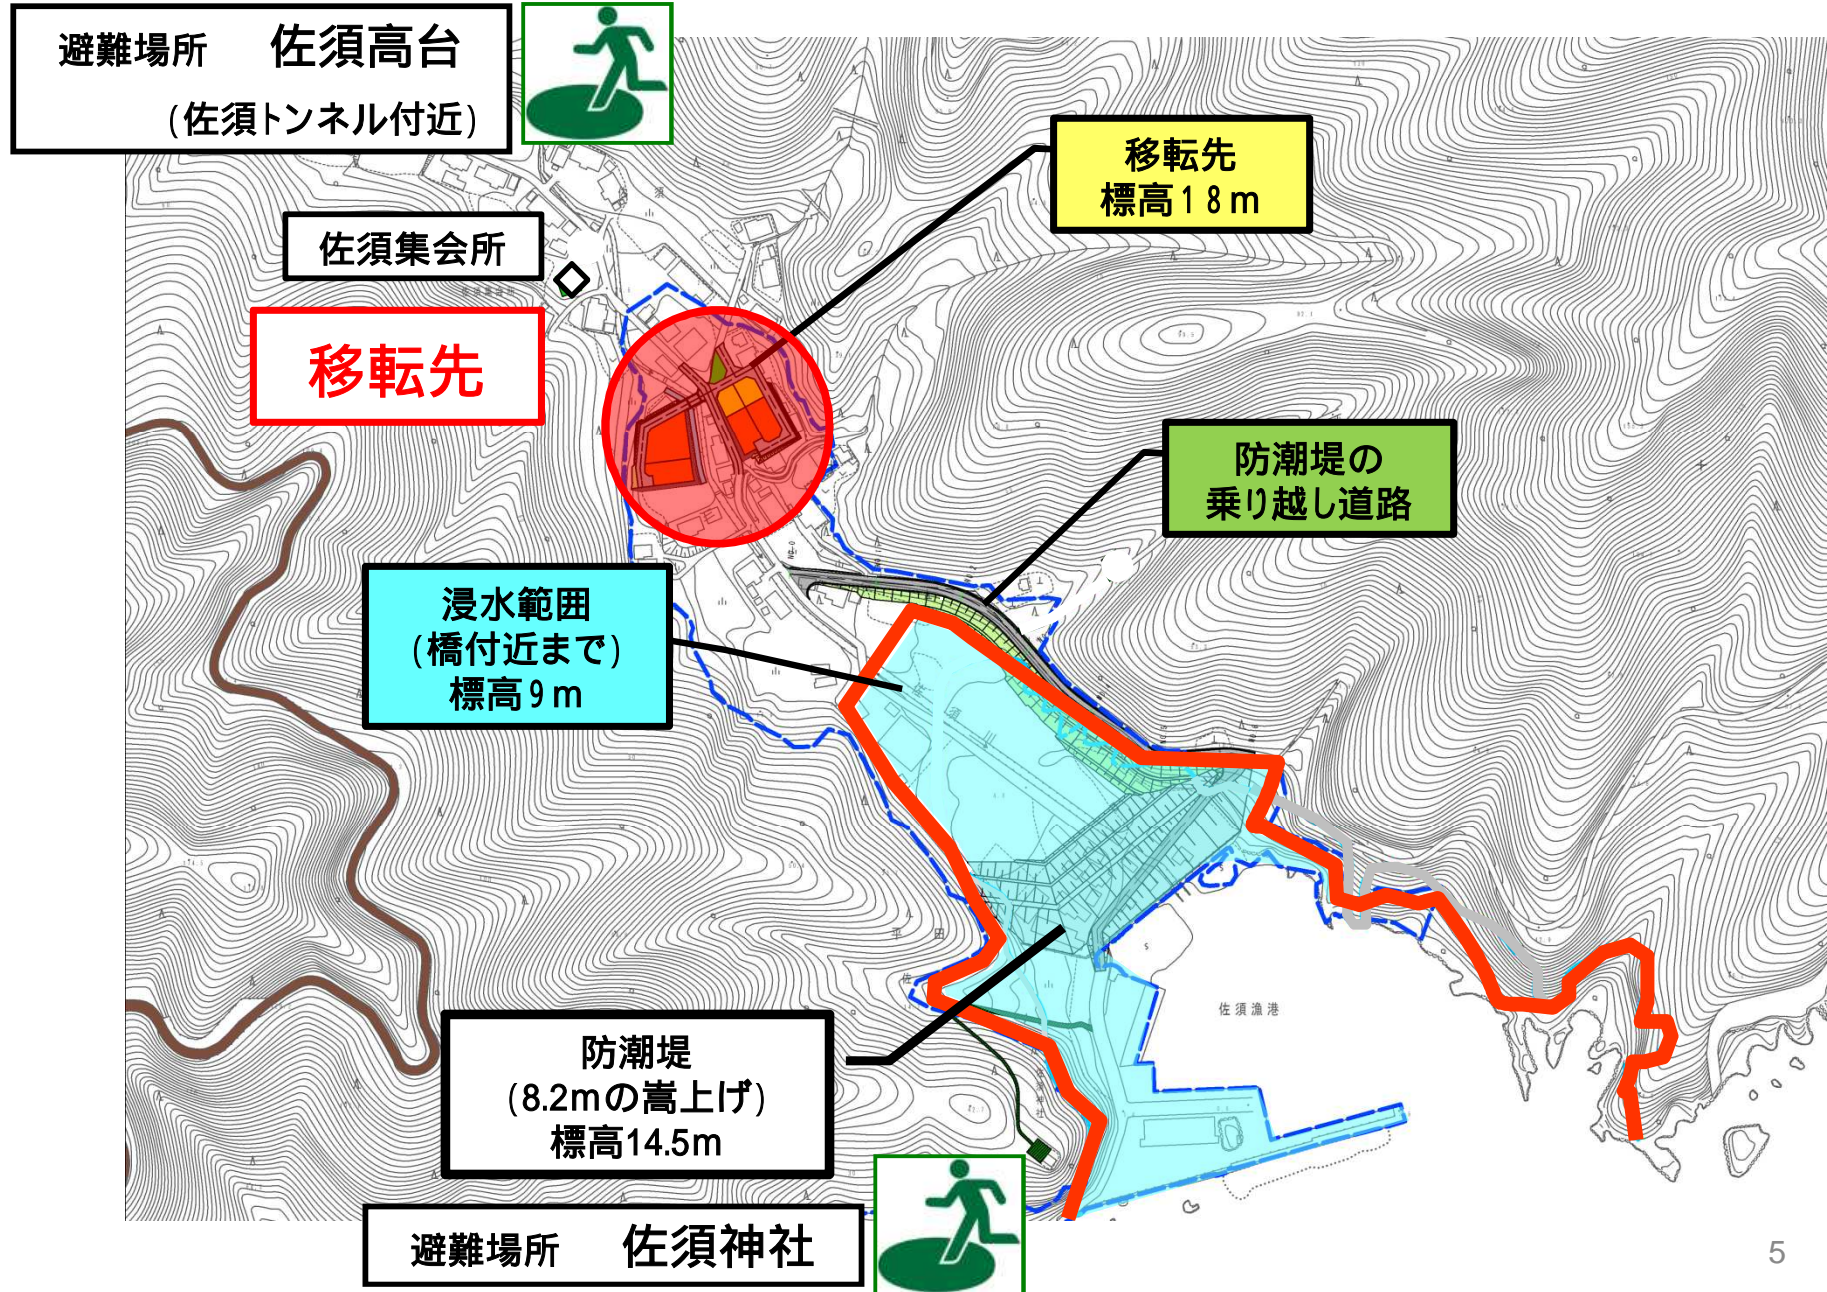 避難場所　佐須高台
(佐須トンネル付近)
移転先
標高18m
佐須集会所
移転先
防潮堤の
乗り越し道路
浸水範囲
(橋付近まで)
標高9m
佐須漁港
防潮堤
(8.2mの嵩上げ)
標高14.5m
佐須神社
避難場所　佐須神社
5